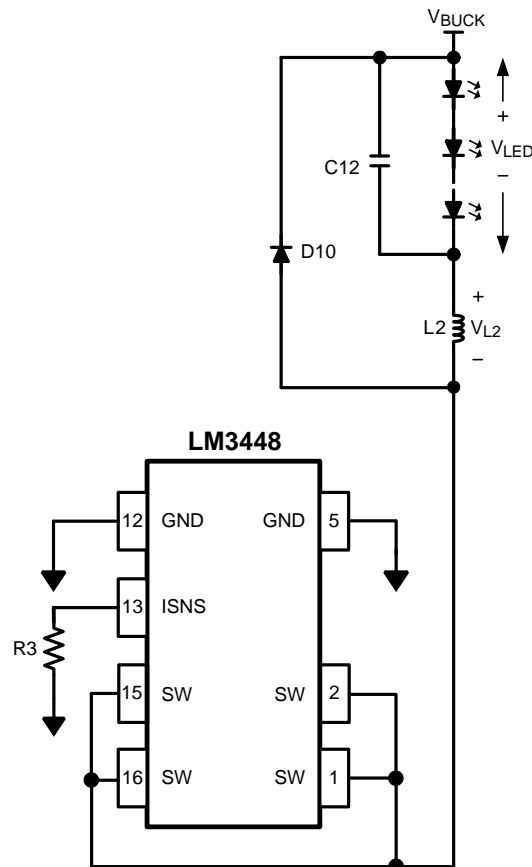 VBUCK
+
VLED
–
C12
D10
+
L2 VL2
–
LM3448
12 GND GND 5
13 ISNS
R3
15 SW SW 2
16 SW SW 1